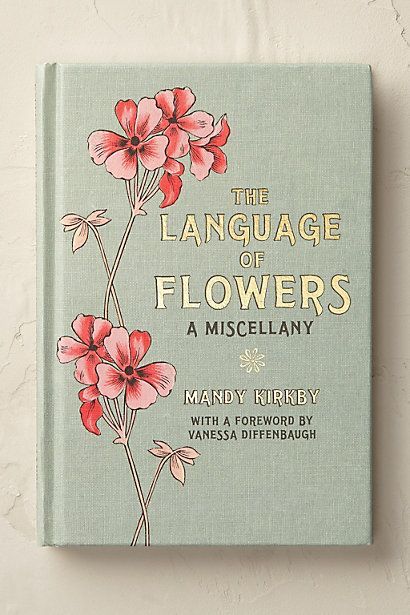 THE
LANGUAGE
OF
FLOWERS
A MISCELLANY
MANDY KIRKBY
WITH A FOREWORD BY
VANESSA DIFFENBAUGH